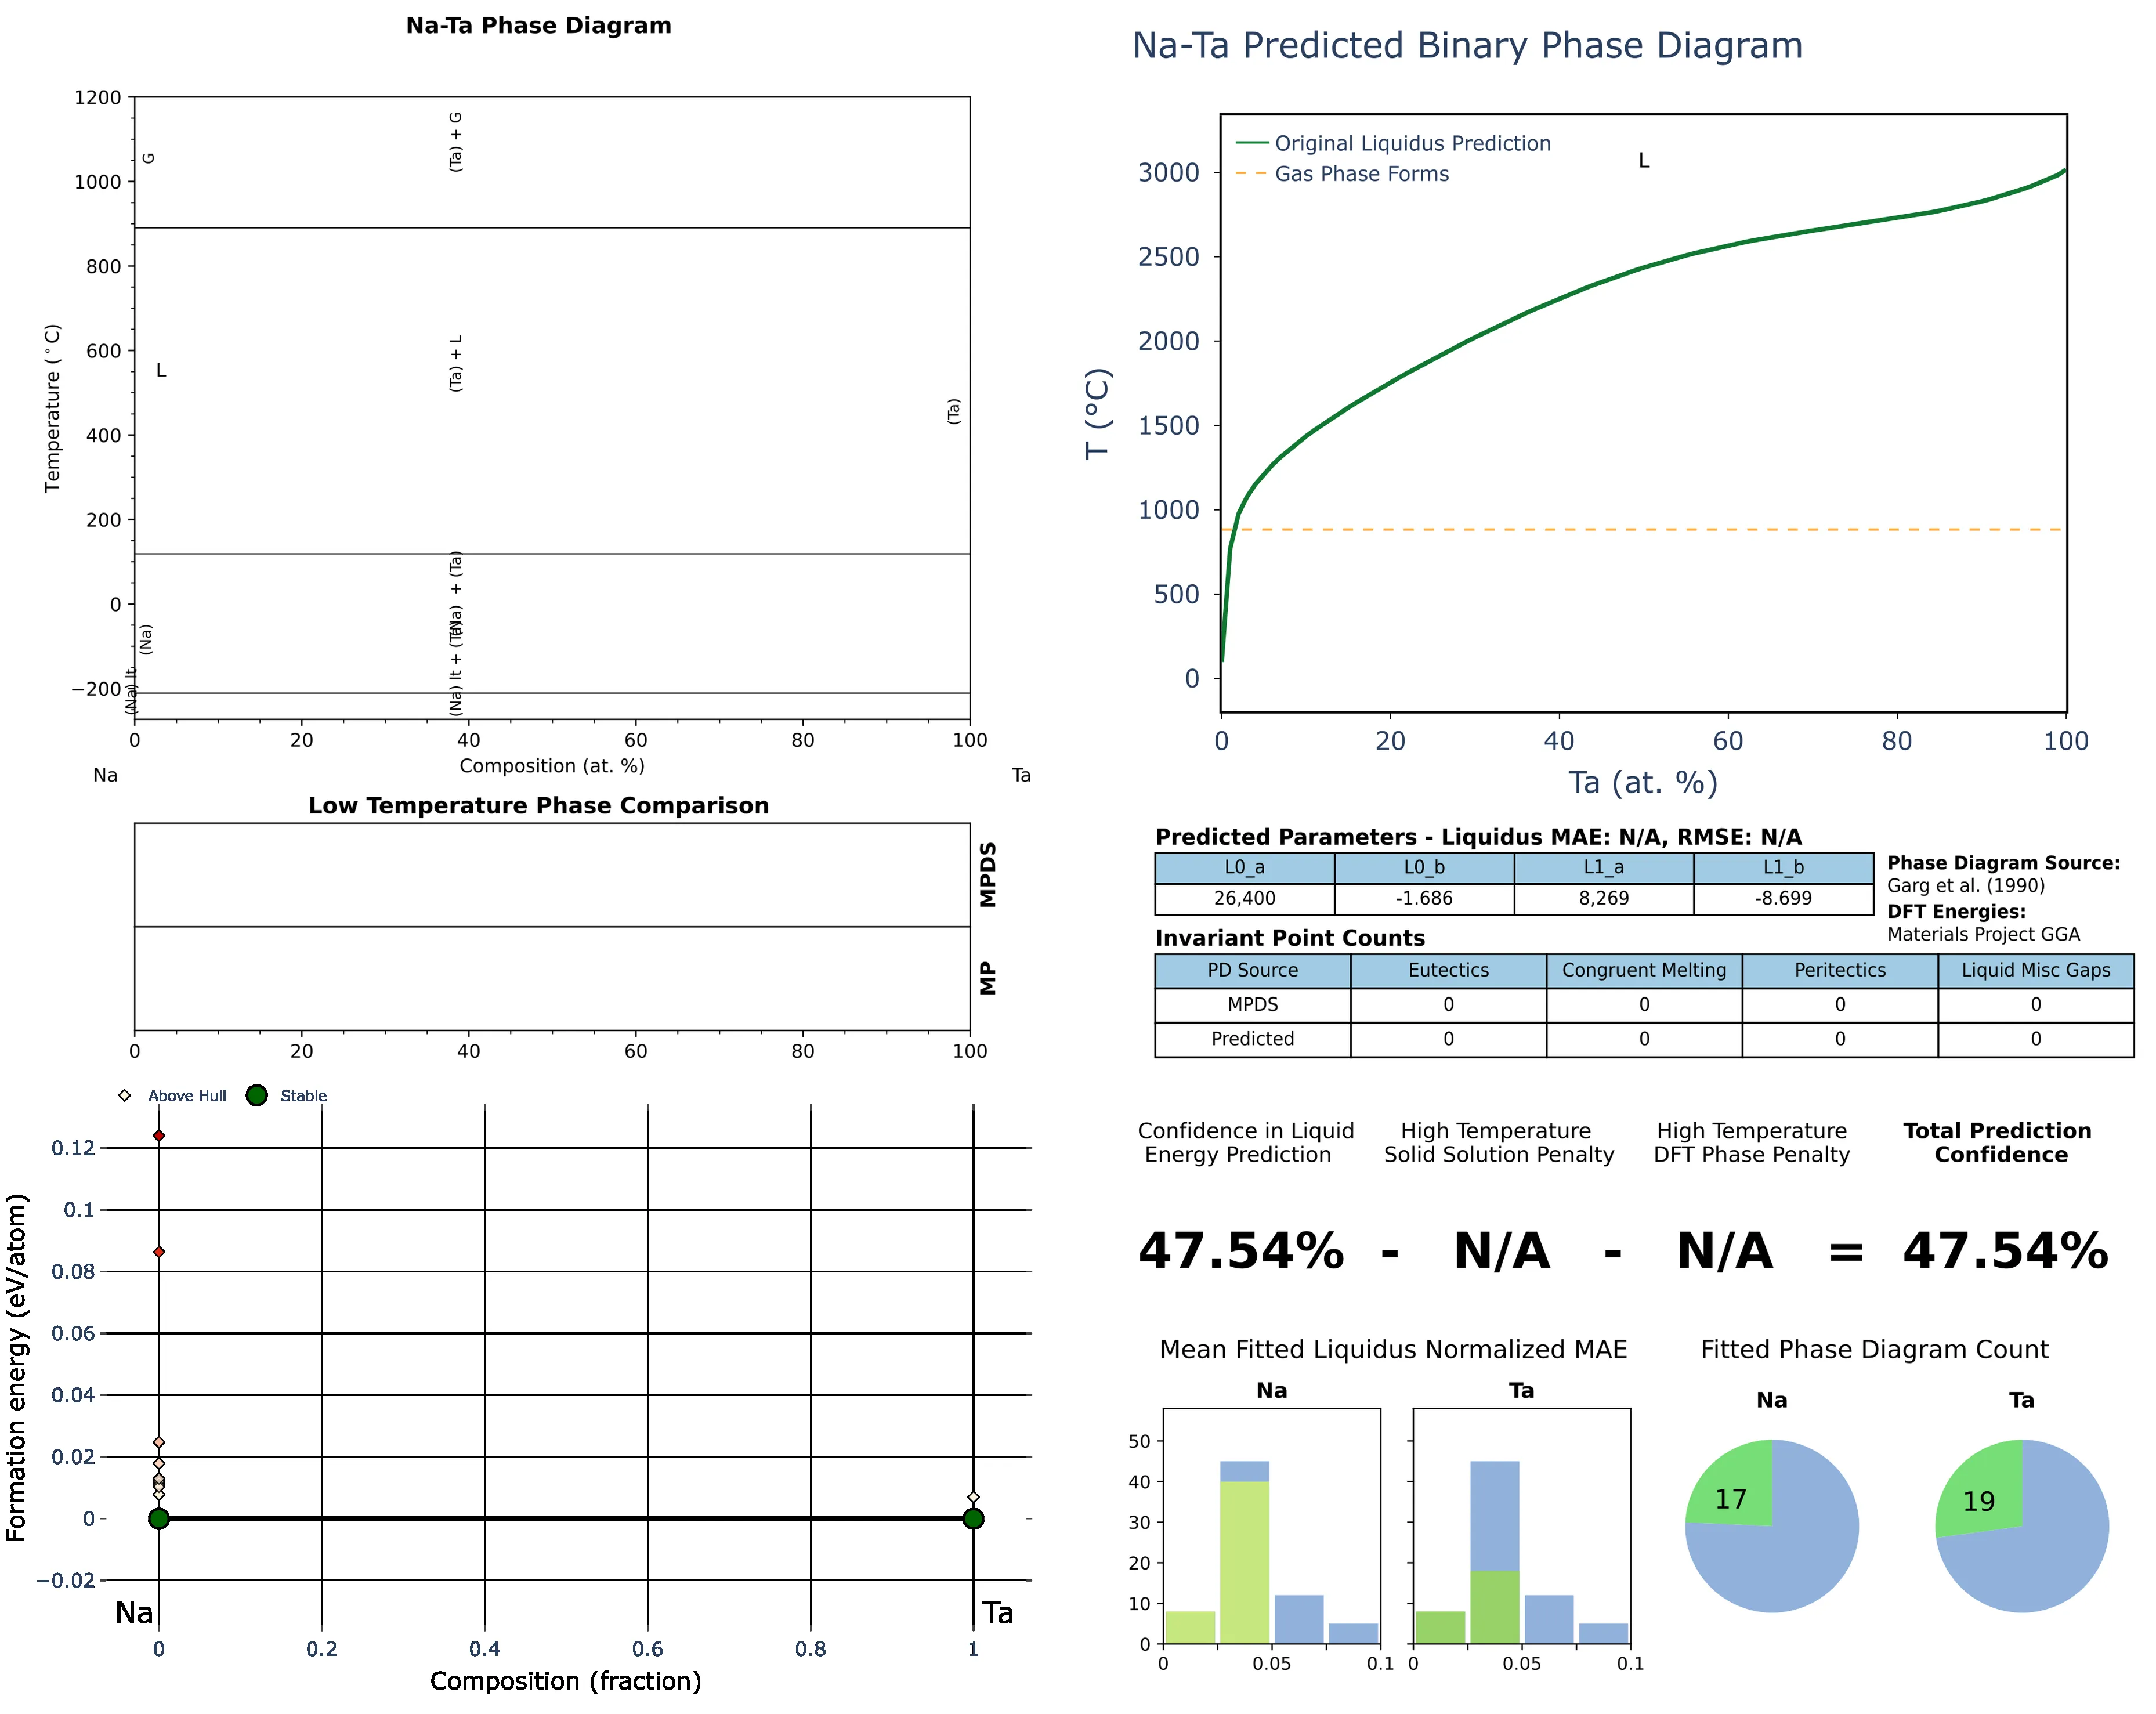 Na-Ta Phase Diagram
1200
1000
800
600
400
200
0
−200
Temperature (°C)
G
(Ta) + G
L
(Ta) + L
(Ta)
(Na) + (Ta)
(Na)
(Na) lt
(Na) lt + (Ta)
0 20 40 60 80 100
Composition (at. %)
Na Ta
Low Temperature Phase Comparison
MPDS
MP
0 20 40 60 80 100
Above Hull Stable
0.12
0.1
0.08
0.06
0.04
0.02
0
−0.02
Formation energy (eV/atom)
Na Ta
0 0.2 0.4 0.6 0.8 1
Composition (fraction)
Na-Ta Predicted Binary Phase Diagram
Original Liquidus Prediction
Gas Phase Forms
L
3000
2500
2000
1500
1000
500
0
T (°C)
0 20 40 60 80 100
Ta (at. %)
Predicted Parameters - Liquidus MAE: N/A, RMSE: N/A
L0_a L0_b L1_a L1_b
26,400 -1.686 8,269 -8.699
Phase Diagram Source:
Garg et al. (1990)
DFT Energies:
Materials Project GGA
Invariant Point Counts
PD Source Eutectics Congruent Melting Peritectics Liquid Misc Gaps
MPDS 0 0 0 0
Predicted 0 0 0 0
Confidence in Liquid High Temperature High Temperature Total Prediction
Energy Prediction Solid Solution Penalty DFT Phase Penalty Confidence
47.54% - N/A - N/A = 47.54%
Mean Fitted Liquidus Normalized MAE
Na Ta
50
40
30
20
10
0
0 0.05 0.1 0 0.05 0.1
Fitted Phase Diagram Count
Na Ta
17 19